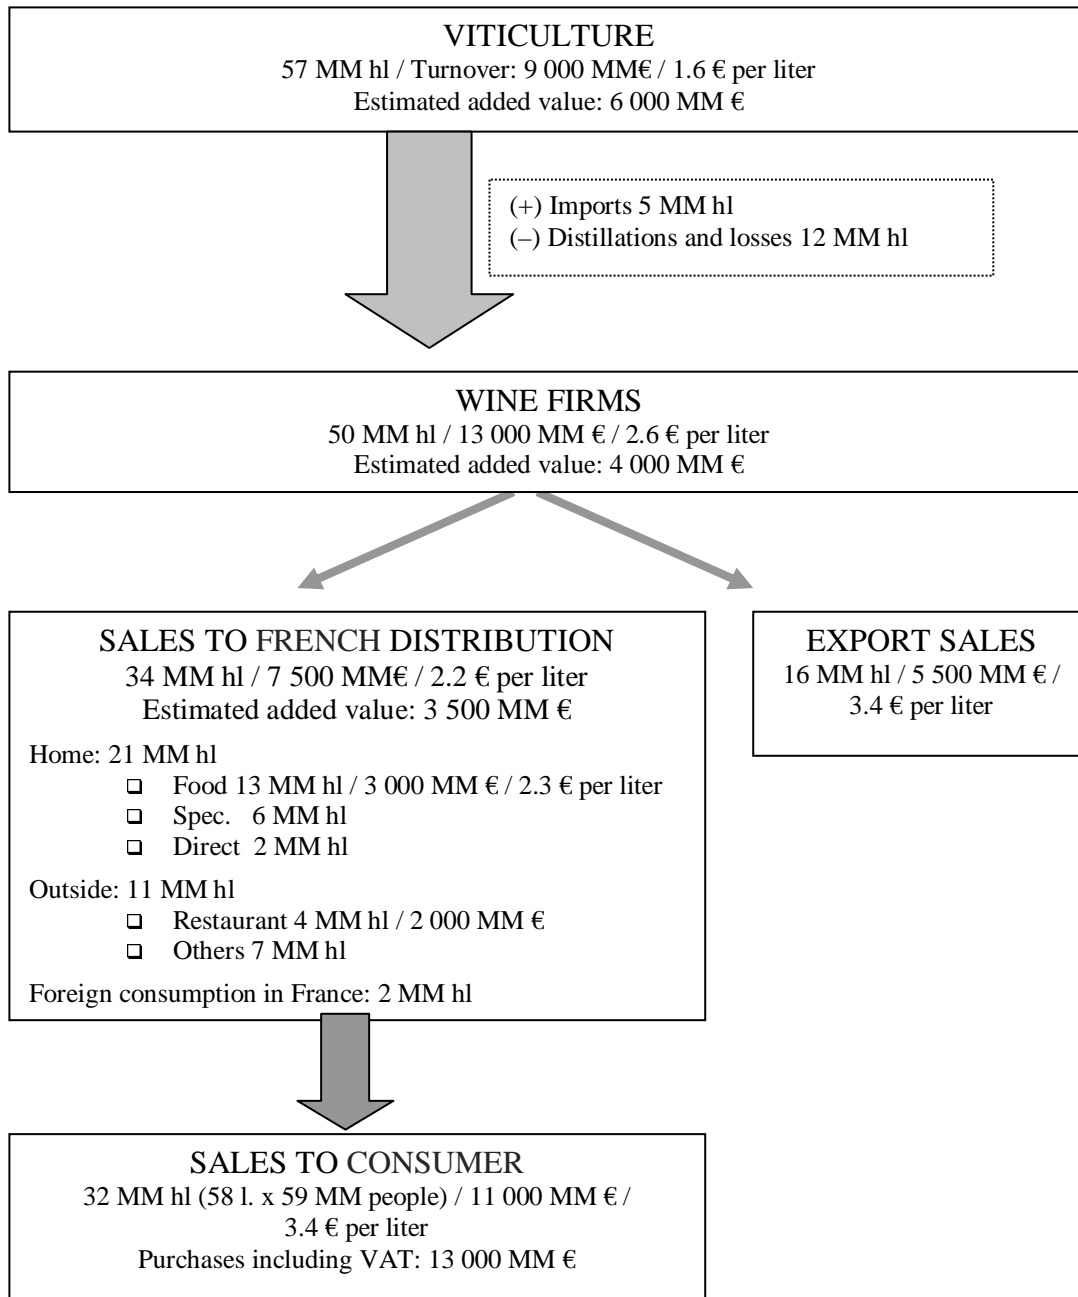 VITICULTURE
57 MM hl / Turnover: 9 000 MM€ / 1.6 € per liter
Estimated added value: 6 000 MM €
(+) Imports 5 MM hl
(–) Distillations and losses 12 MM hl
WINE FIRMS
50 MM hl / 13 000 MM € / 2.6 € per liter
Estimated added value: 4 000 MM €
SALES TO FRENCH DISTRIBUTION
34 MM hl / 7 500 MM€ / 2.2 € per liter
Estimated added value: 3 500 MM €
Home: 21 MM hl
❑ Food 13 MM hl / 3 000 MM € / 2.3 € per liter
❑ Spec. 6 MM hl
❑ Direct 2 MM hl
Outside: 11 MM hl
❑ Restaurant 4 MM hl / 2 000 MM €
❑ Others 7 MM hl
Foreign consumption in France: 2 MM hl
EXPORT SALES
16 MM hl / 5 500 MM € /
3.4 € per liter
SALES TO CONSUMER
32 MM hl (58 l. x 59 MM people) / 11 000 MM € /
3.4 € per liter
Purchases including VAT: 13 000 MM €